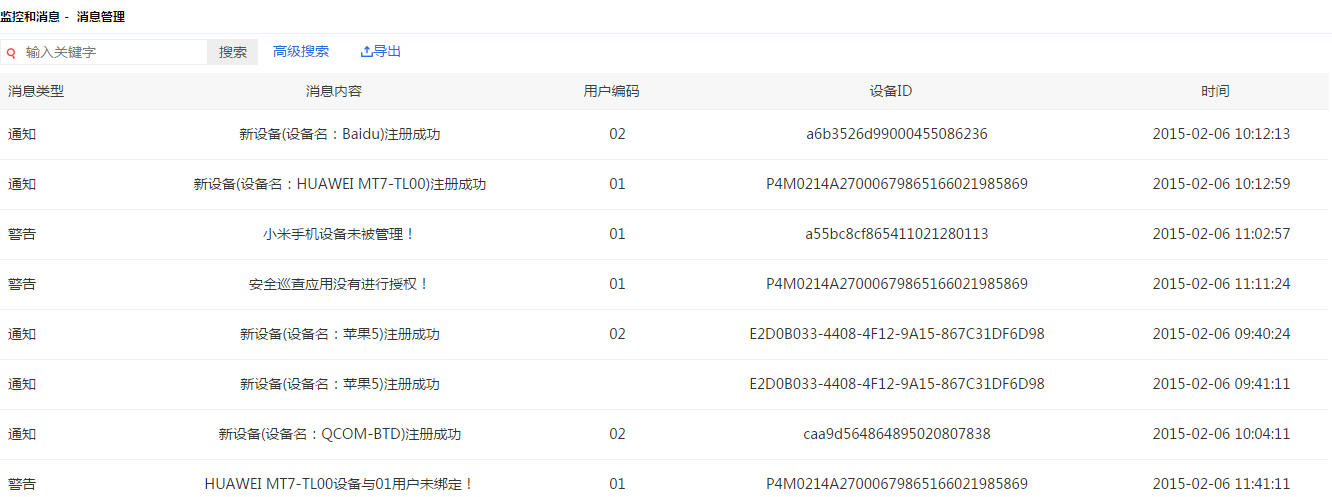 监控和消息 - 消息管理
输入关键字 搜索 高级搜索 导出
消息类型 消息内容 用户编码 设备ID 时间
通知 新设备(设备名：Baidu)注册成功 02 a6b3526d99000455086236 2015-02-06 10:12:13
通知 新设备(设备名：HUAWEI MT7-TL00)注册成功 01 P4M0214A27000679865166021985869 2015-02-06 10:12:59
警告 小米手机设备未被管理！ 01 a55bc8cf865411021280113 2015-02-06 11:02:57
警告 安全巡查应用没有进行授权！ 01 P4M0214A27000679865166021985869 2015-02-06 11:11:24
通知 新设备(设备名：苹果5)注册成功 02 E2D0B033-4408-4F12-9A15-867C31DF6D98 2015-02-06 09:40:24
通知 新设备(设备名：苹果5)注册成功 E2D0B033-4408-4F12-9A15-867C31DF6D98 2015-02-06 09:41:11
通知 新设备(设备名：QCOM-BTD)注册成功 02 caa9d564864895020807838 2015-02-06 10:04:11
警告 HUAWEI MT7-TL00设备与01用户未绑定！ 01 P4M0214A27000679865166021985869 2015-02-06 11:41:11